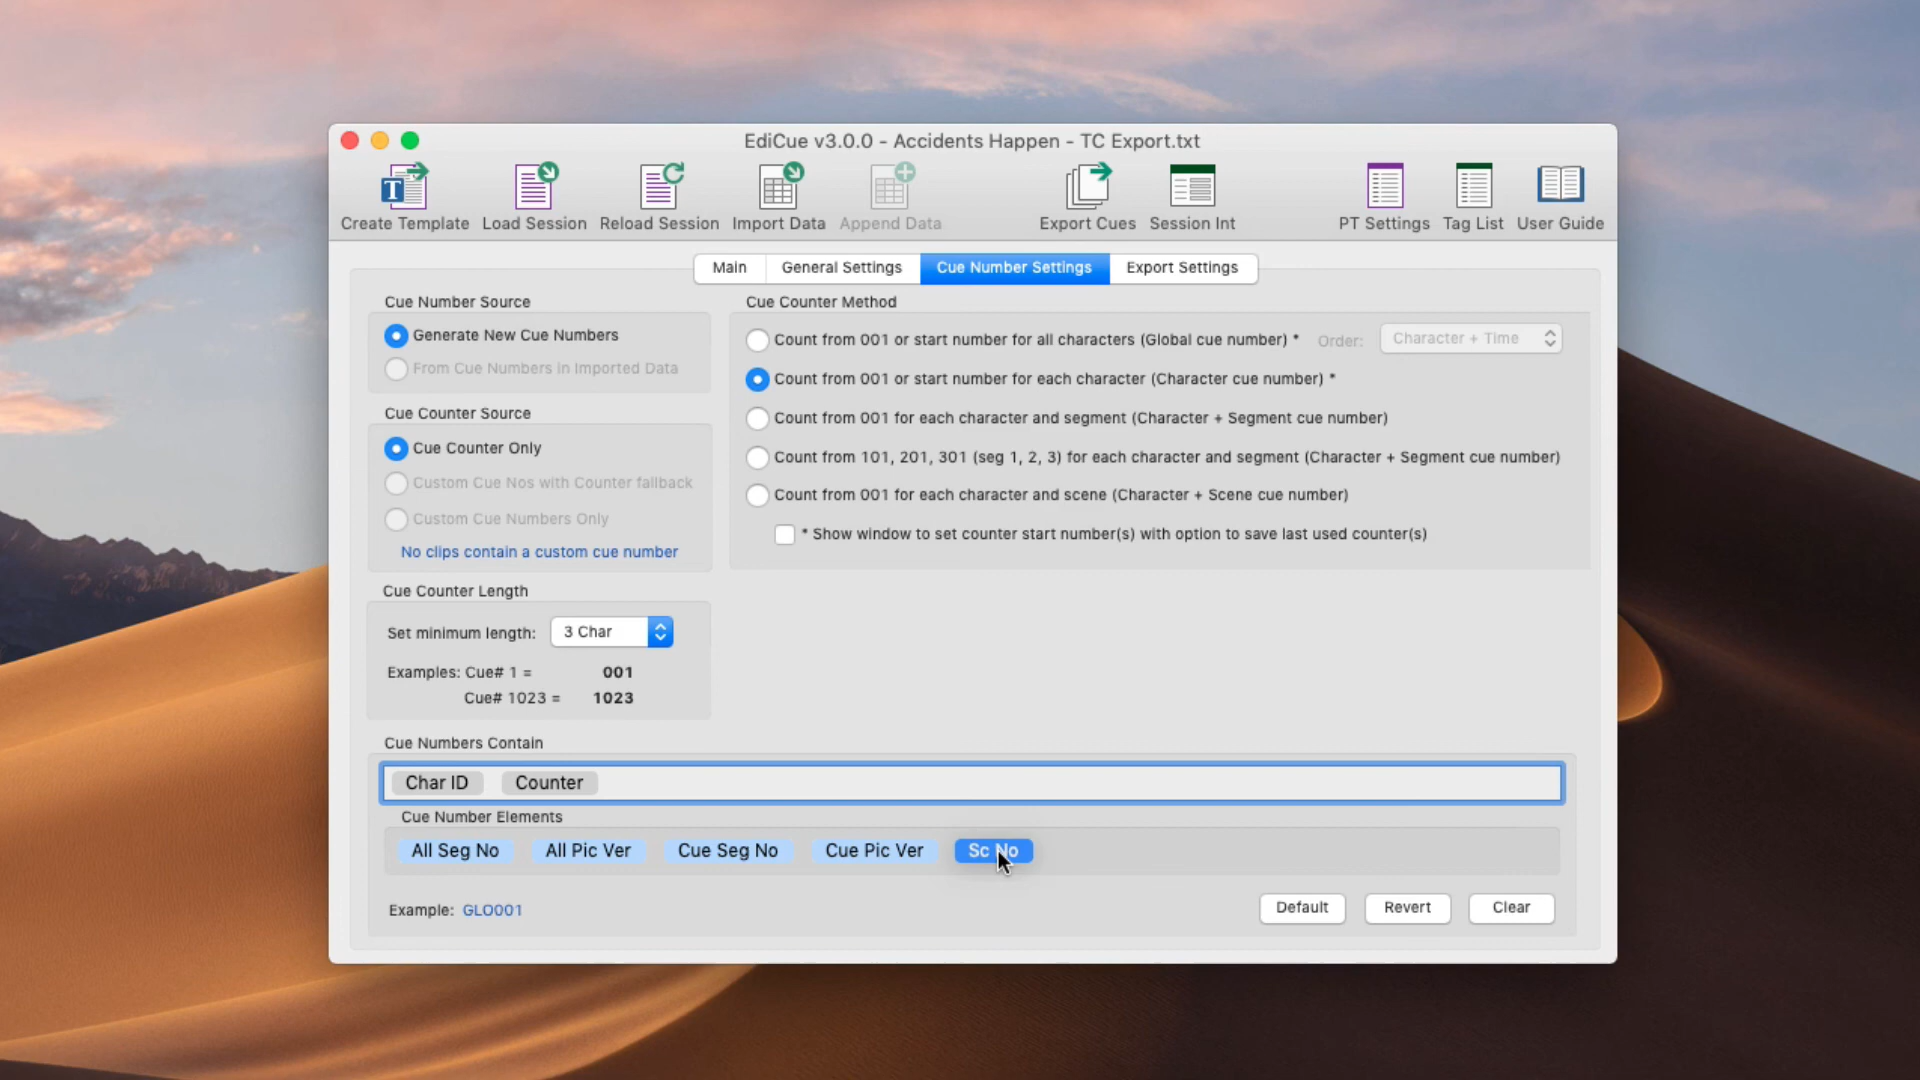 EdiCue v3.0.0 - Accidents Happen - TC Export.txt
T
Create Template Load Session Reload Session Import Data Append Data Export Cues Session Int PT Settings Tag List User Guide
Main General Settings Cue Number Settings Export Settings
Cue Number Source
Generate New Cue Numbers
From Cue Numbers in Imported Data
Cue Counter Source
Cue Counter Only
Custom Cue Nos with Counter fallback
Custom Cue Numbers Only
No clips contain a custom cue number
Cue Counter Length
Set minimum length: 3 Char
Examples: Cue# 1 = 001
Cue# 1023 = 1023
Cue Counter Method
Count from 001 or start number for all characters (Global cue number) * Order: Character + Time
Count from 001 or start number for each character (Character cue number) *
Count from 001 for each character and segment (Character + Segment cue number)
Count from 101, 201, 301 (seg 1, 2, 3) for each character and segment (Character + Segment cue number)
Count from 001 for each character and scene (Character + Scene cue number)
* Show window to set counter start number(s) with option to save last used counter(s)
Cue Numbers Contain
Char ID Counter
Cue Number Elements
All Seg No All Pic Ver Cue Seg No Cue Pic Ver Sc No
Example: GLO001
Default Revert Clear